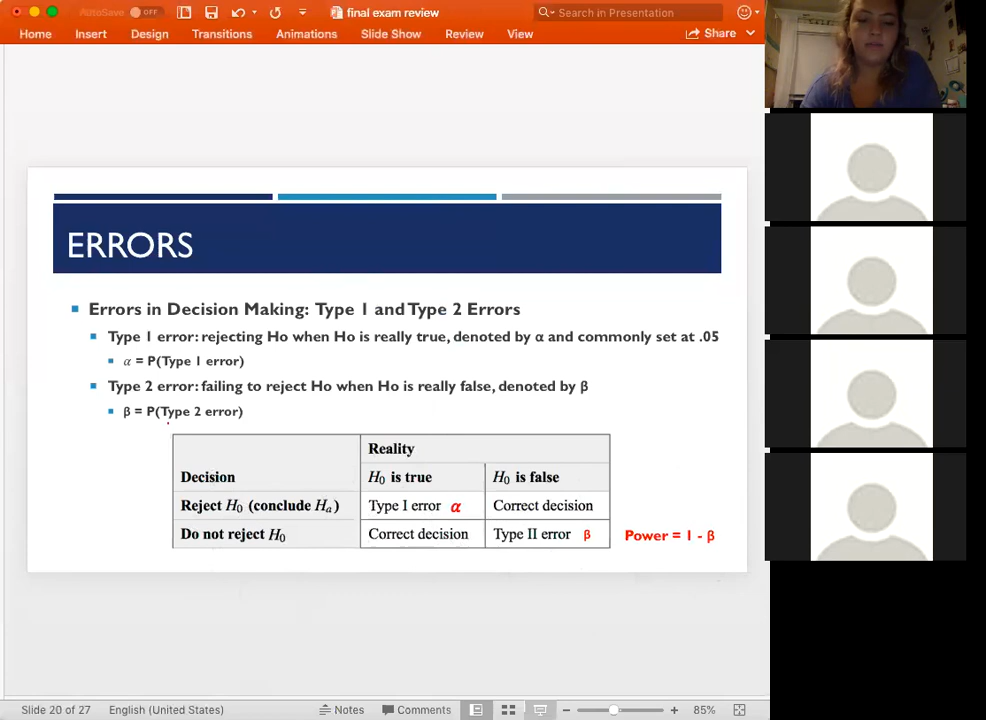 AutoSave OFF
final exam review
Search in Presentation
Home Insert Design Transitions Animations Slide Show Review View Share
ERRORS
Errors in Decision Making: Type 1 and Type 2 Errors
Type 1 error: rejecting Ho when Ho is really true, denoted by α and commonly set at .05
α = P(Type 1 error)
Type 2 error: failing to reject Ho when Ho is really false, denoted by β
β = P(Type 2 error)
Reality
Decision H₀ is true H₀ is false
Reject H₀ (conclude Hₐ) Type I error α Correct decision
Do not reject H₀ Correct decision Type II error β Power = 1 - β
Slide 20 of 27 English (United States) Notes Comments 85%